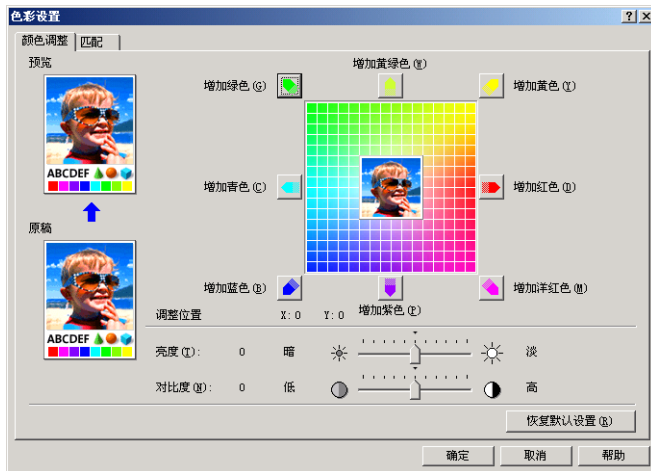 色彩设置
颜色调整 匹配
预览
增加黄绿色(W)
增加绿色(G) 增加黄色(Y)
ABCDEF
增加青色(C) 增加红色(D)
原稿
增加蓝色(B) 增加紫色(P) 增加洋红色(M)
调整位置 X: 0 Y: 0
ABCDEF
亮度(T): 0 暗 淡
对比度(N): 0 低 高
恢复默认设置(R)
确定 取消 帮助